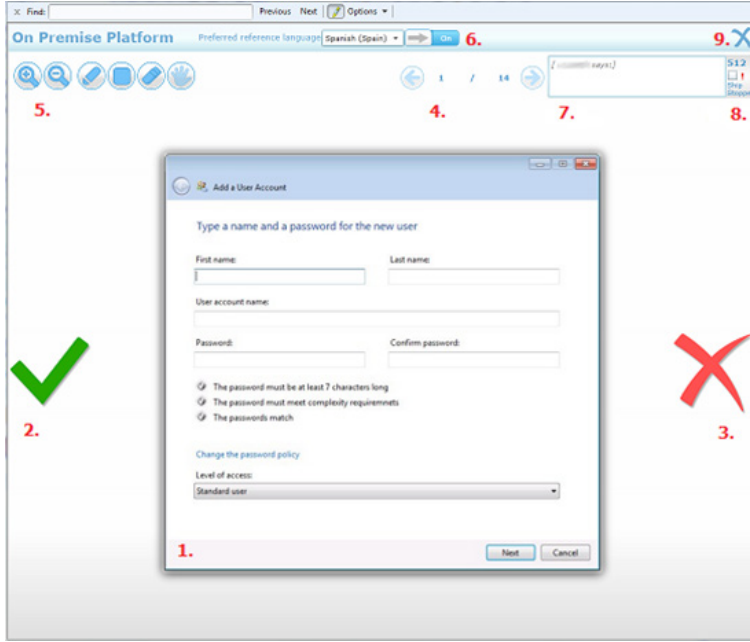 x Find: Previous Next Options
On Premise Platform Preferred reference language Spanish (Spain) On 6. 9.
1 / 14 [ says:] 512
5. 4. 7. 8.
Add a User Account
Type a name and a password for the new user
First name: Last name:
User account name:
Password: Confirm password:
The password must be at least 7 characters long
The password must meet complexity requiremnets
The passwords match
2. 3.
Change the password policy
Level of access:
Standard user
1. Next Cancel